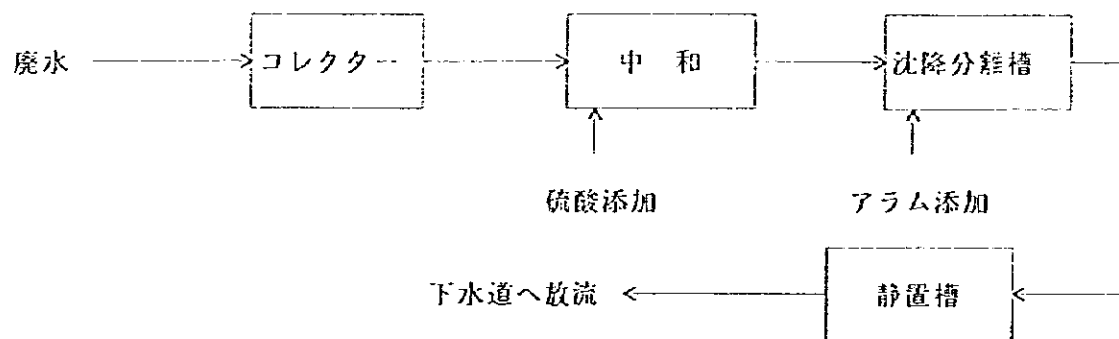 廃水
コレクター
中 和
沈降分離槽
硫酸添加
アラム添加
下水道へ放流
静置槽